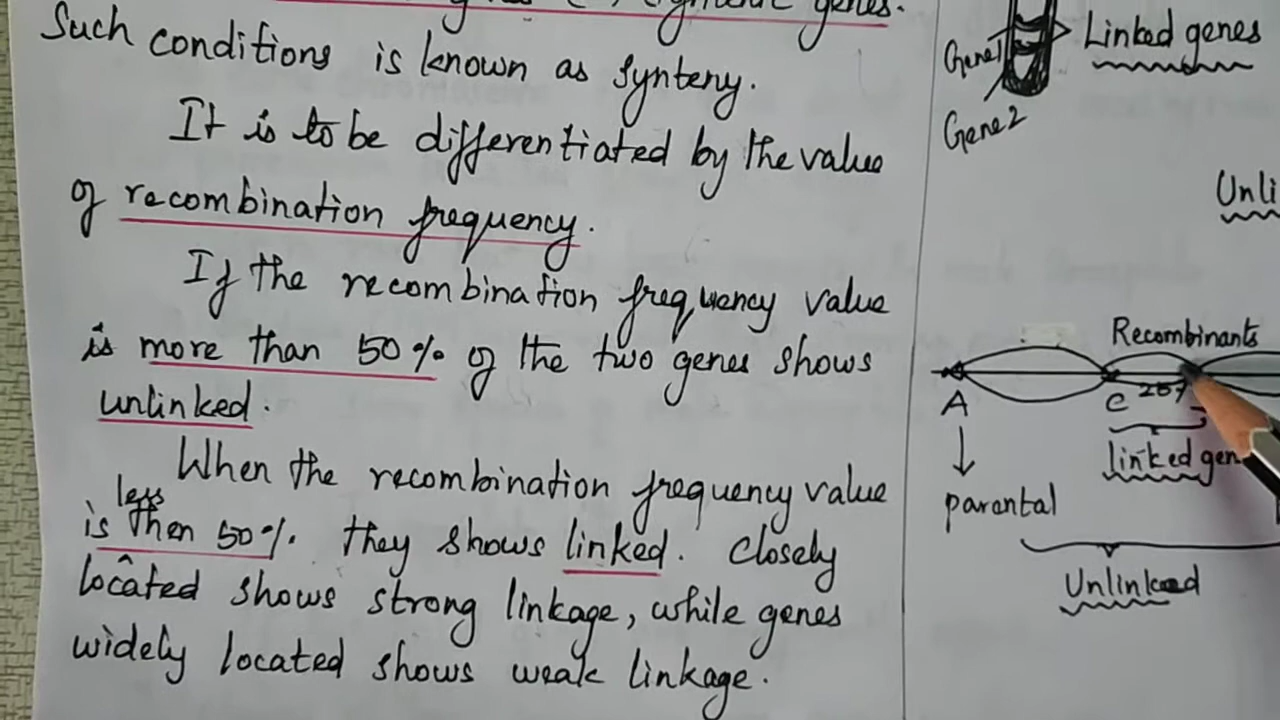 genes.
Such conditions is known as Synteny.
It is to be differentiated by the value
of recombination frequency.
If the recombination frequency value
is more than 50% of the two genes shows
unlinked.
When the recombination frequency value
less
is then 50%. they shows linked. Closely
located shows strong linkage, while genes
widely located shows weak linkage.
Linked genes
Gene1
Gene2
Unli
Recombinants
A
C
linked gen
parental
Unlinked